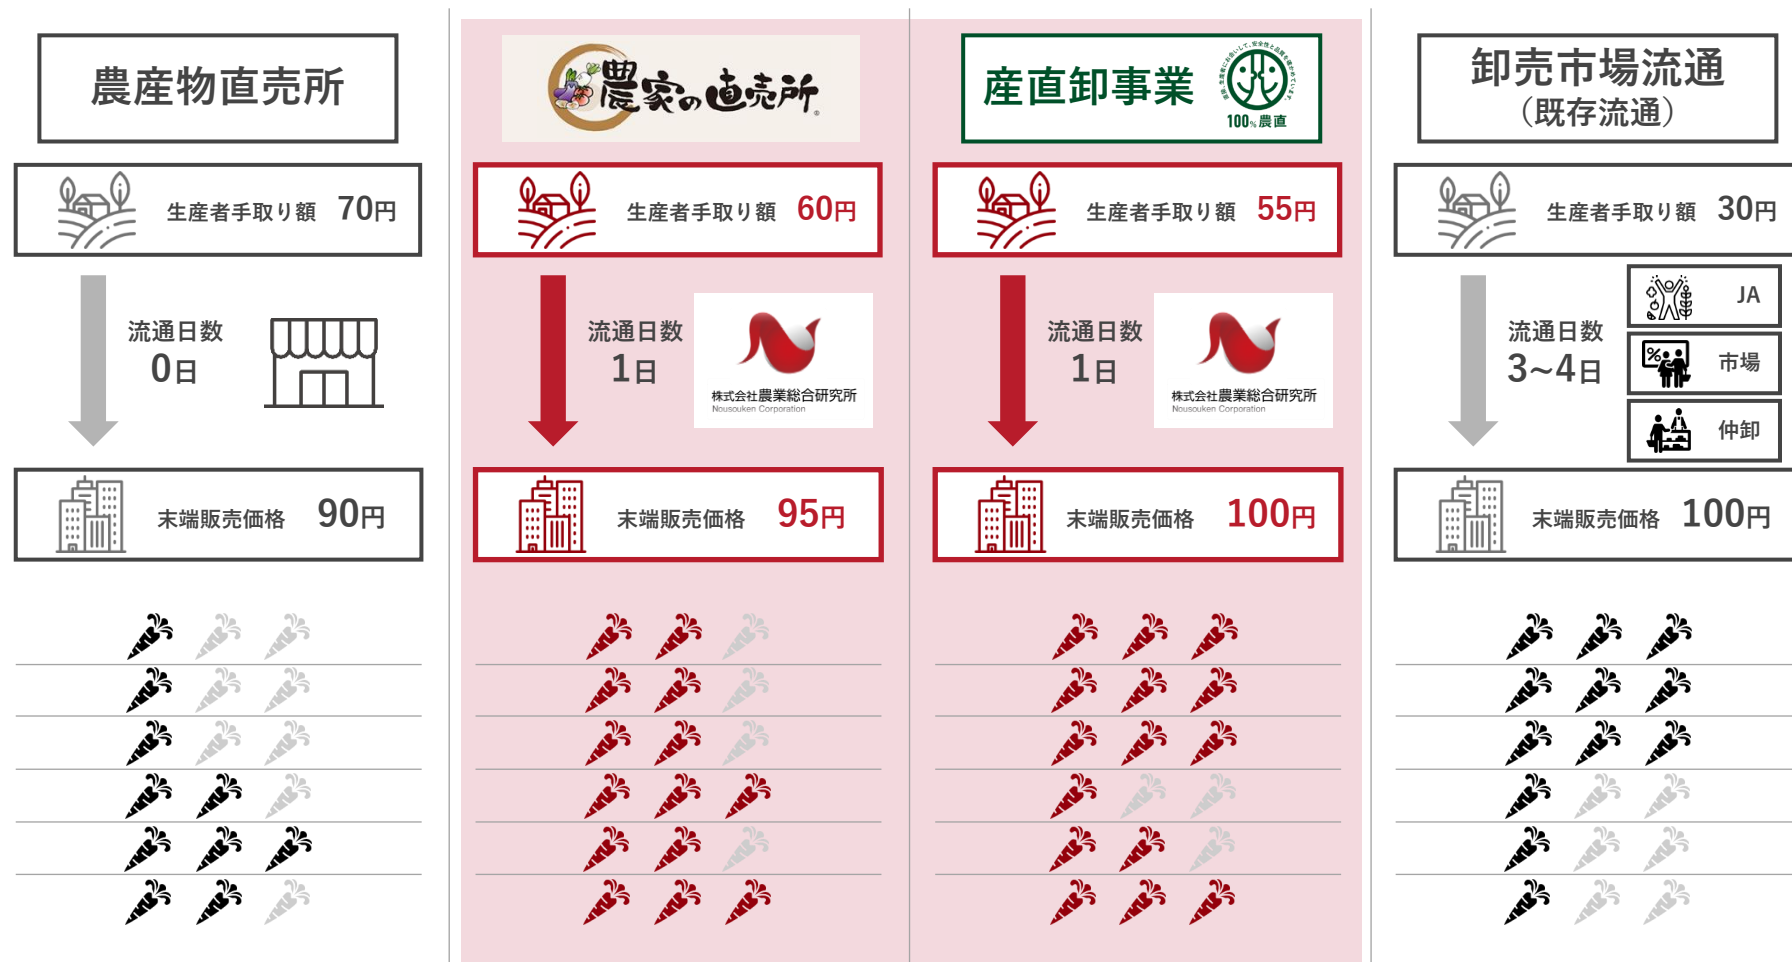 農産物直売所
生産者手取り額 70円
流通日数
0日
末端販売価格 90円
農家の直売所
®
生産者手取り額 60円
流通日数
1日
株式会社農業総合研究所
Nousouken Corporation
末端販売価格 95円
産直卸事業
100%農直
生産者手取り額 55円
流通日数
1日
株式会社農業総合研究所
Nousouken Corporation
末端販売価格 100円
卸売市場流通
（既存流通）
生産者手取り額 30円
流通日数
3~4日
JA
%
市場
仲卸
末端販売価格 100円